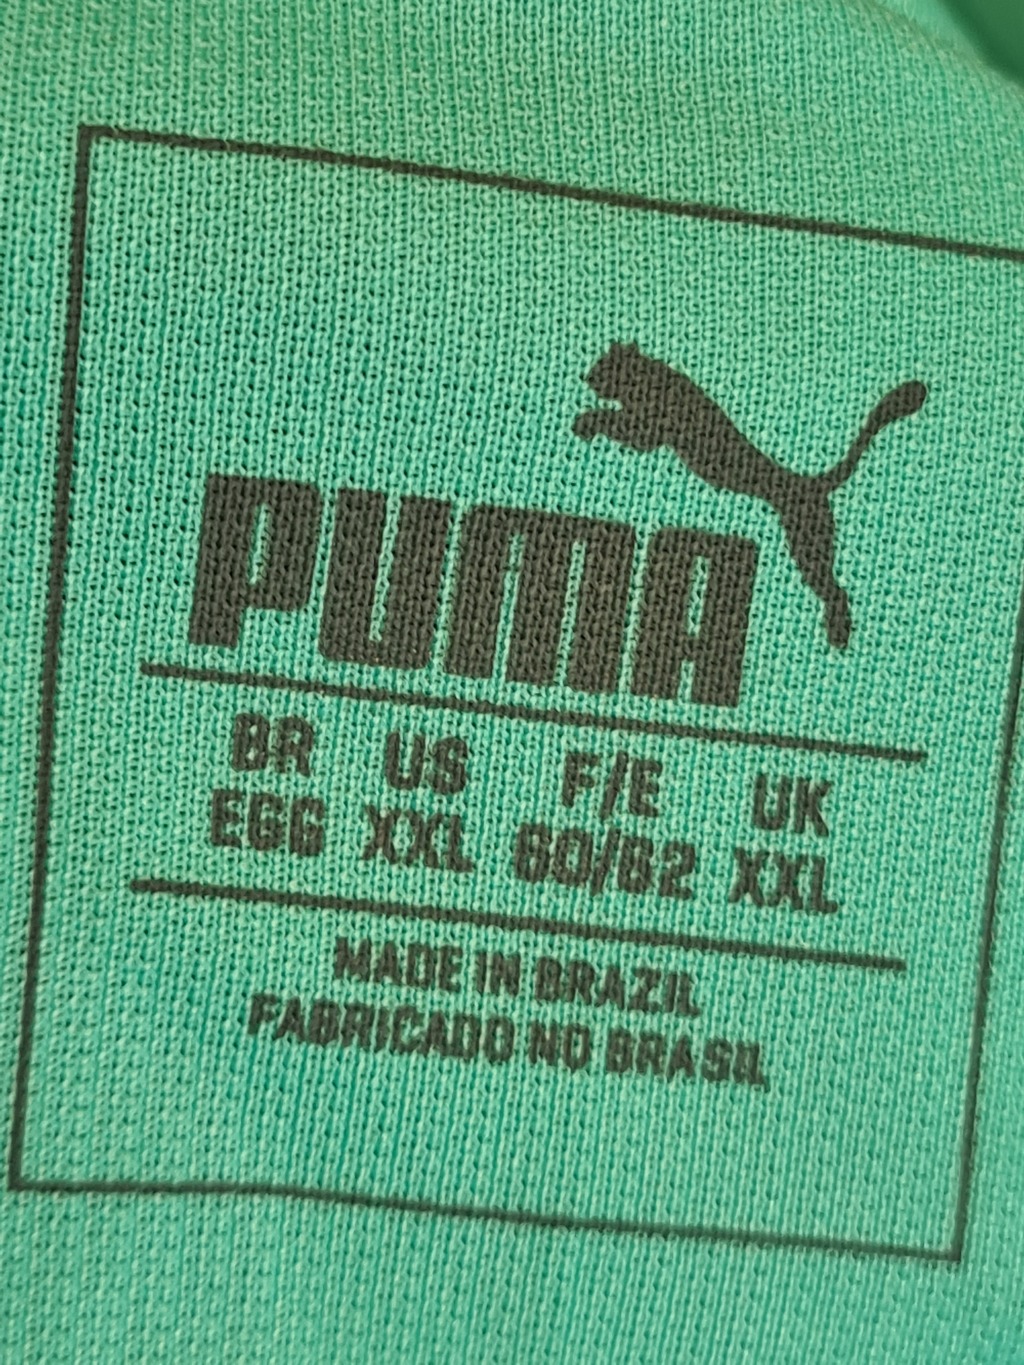 PUMA
BR US F/E UK
EGG XXL 60/62 XXL
MADE IN BRAZIL
FABRICADO NO BRASIL